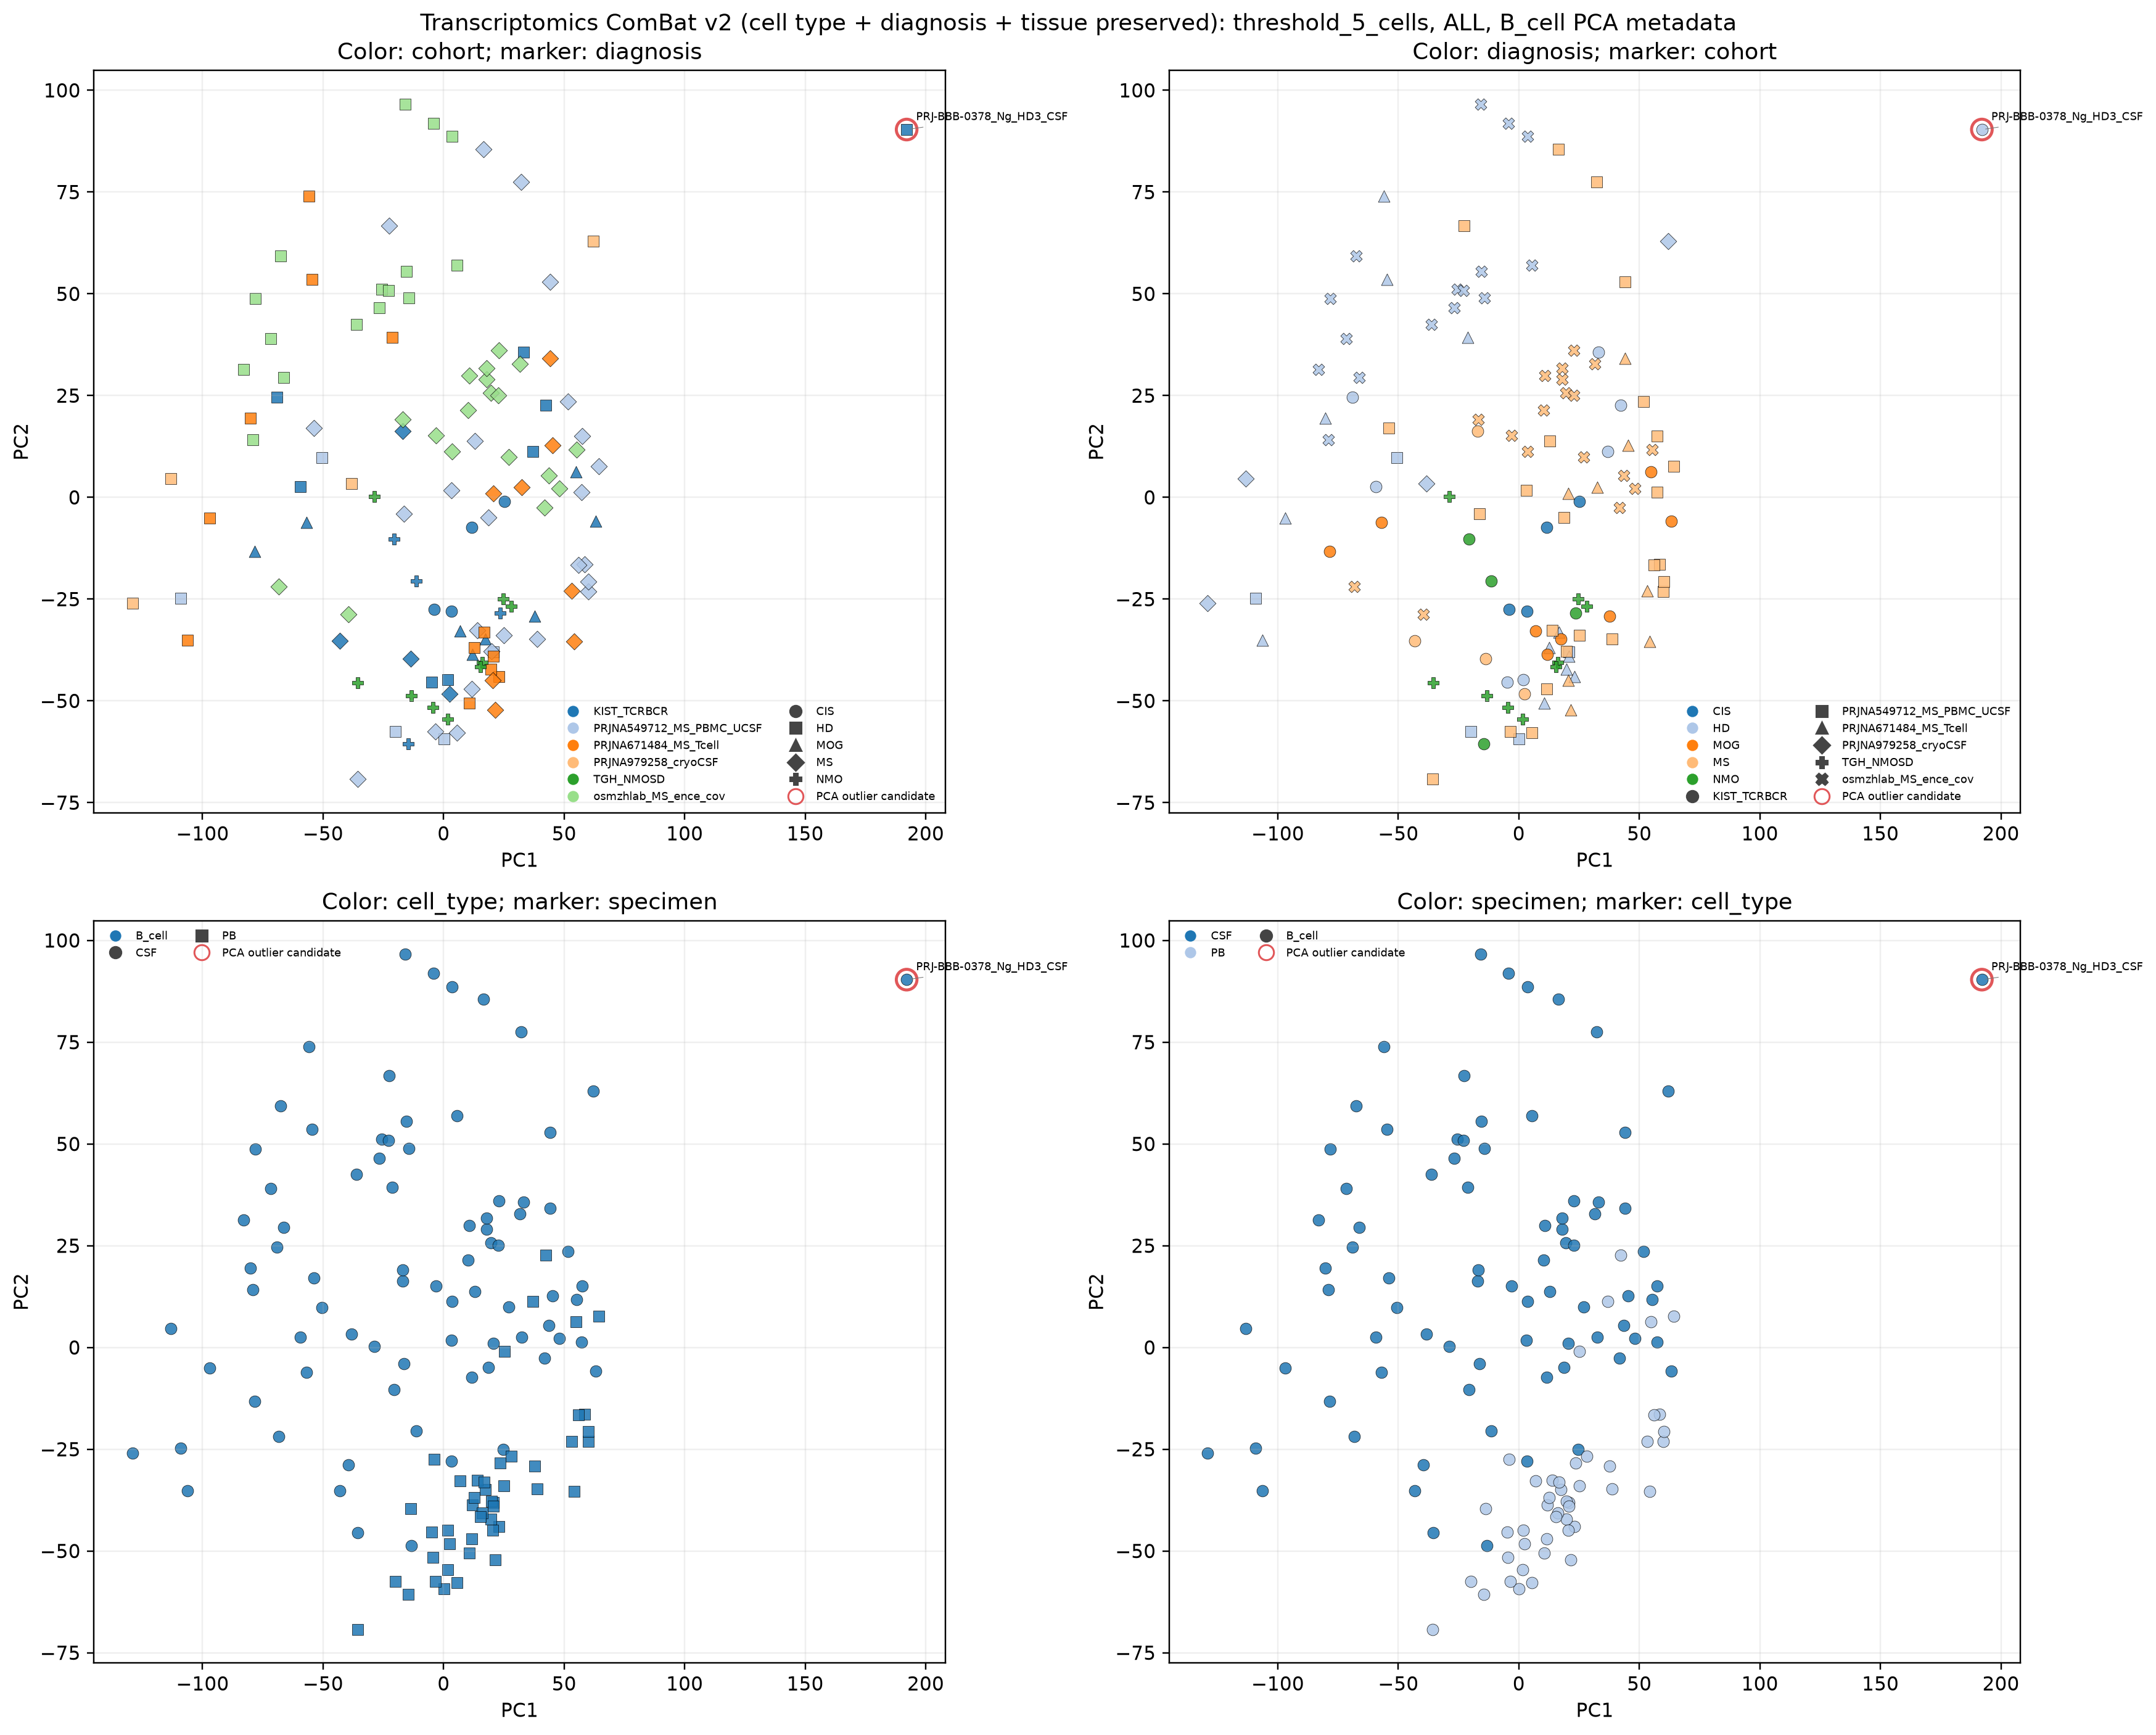 Transcriptomics ComBat v2 (cell type + diagnosis + tissue preserved): threshold_5_cells, ALL, B_cell PCA metadata
Color: cohort; marker: diagnosis
100
75
50
25
0
−25
−50
−75
PC2
−100
−50
0
50
100
150
200
PC1
PRJ-BBB-0378_Ng_HD3_CSF
KIST_TCRBCR
PRJNA549712_MS_PBMC_UCSF
PRJNA671484_MS_Tcell
PRJNA979258_cryoCSF
TGH_NMOSD
osmzhlab_MS_ence_cov
CIS
HD
MOG
MS
NMO
PCA outlier candidate
Color: diagnosis; marker: cohort
100
75
50
25
0
−25
−50
−75
PC2
−100
−50
0
50
100
150
200
PC1
PRJ-BBB-0378_Ng_HD3_CSF
CIS
HD
MOG
MS
NMO
KIST_TCRBCR
PRJNA549712_MS_PBMC_UCSF
PRJNA671484_MS_Tcell
PRJNA979258_cryoCSF
TGH_NMOSD
osmzhlab_MS_ence_cov
PCA outlier candidate
Color: cell_type; marker: specimen
B_cell
CSF
PB
PCA outlier candidate
PRJ-BBB-0378_Ng_HD3_CSF
100
75
50
25
0
−25
−50
−75
PC2
−100
−50
0
50
100
150
200
PC1
Color: specimen; marker: cell_type
CSF
PB
B_cell
PCA outlier candidate
PRJ-BBB-0378_Ng_HD3_CSF
100
75
50
25
0
−25
−50
−75
PC2
−100
−50
0
50
100
150
200
PC1